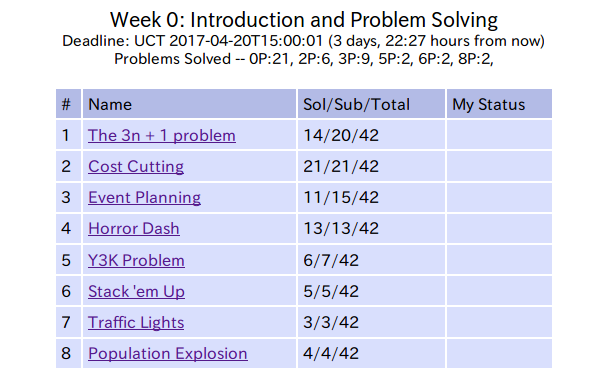 Week 0: Introduction and Problem Solving
Deadline: UCT 2017-04-20T15:00:01 (3 days, 22:27 hours from now)
Problems Solved -- 0P:21, 2P:6, 3P:9, 5P:2, 6P:2, 8P:2,
# Name Sol/Sub/Total My Status
1 The 3n + 1 problem 14/20/42
2 Cost Cutting 21/21/42
3 Event Planning 11/15/42
4 Horror Dash 13/13/42
5 Y3K Problem 6/7/42
6 Stack 'em Up 5/5/42
7 Traffic Lights 3/3/42
8 Population Explosion 4/4/42